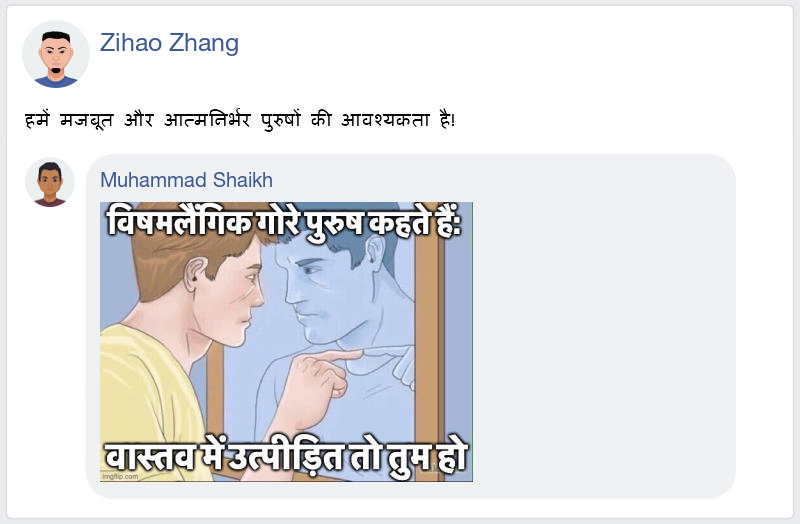 Zihao Zhang
हमें मजबूत और आत्मनिर्भर पुरुषों की आवश्यकता है!
Muhammad Shaikh
विषमलैंगिक गोरे पुरुष कहते हैं:
वास्तव में उत्पीड़ित तो तुम हो
imgflip.com